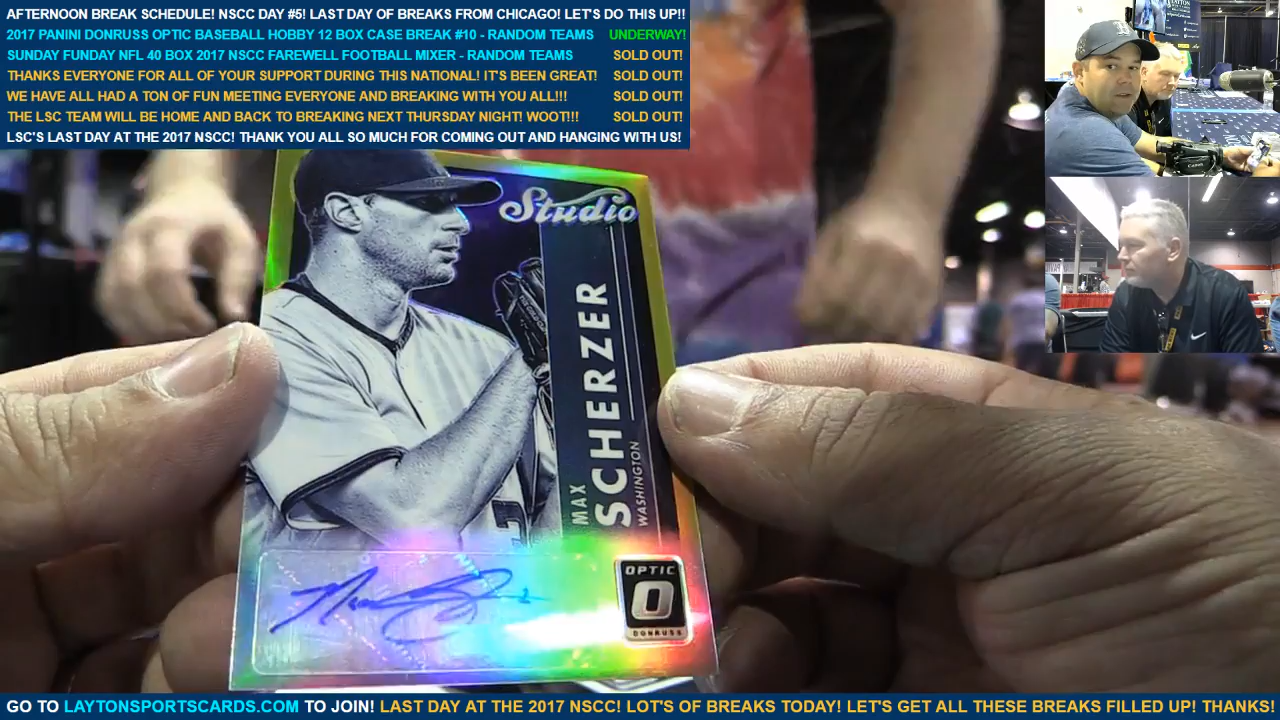 AFTERNOON BREAK SCHEDULE! NSCC DAY #5! LAST DAY OF BREAKS FROM CHICAGO! LET'S DO THIS UP!!
2017 PANINI DONRUSS OPTIC BASEBALL HOBBY 12 BOX CASE BREAK #10 - RANDOM TEAMS UNDERWAY!
SUNDAY FUNDAY NFL 40 BOX 2017 NSCC FAREWELL FOOTBALL MIXER - RANDOM TEAMS SOLD OUT!
THANKS EVERYONE FOR ALL OF YOUR SUPPORT DURING THIS NATIONAL! IT'S BEEN GREAT! SOLD OUT!
WE HAVE ALL HAD A TON OF FUN MEETING EVERYONE AND BREAKING WITH YOU ALL!!! SOLD OUT!
THE LSC TEAM WILL BE HOME AND BACK TO BREAKING NEXT THURSDAY NIGHT! WOOT!!! SOLD OUT!
LSC'S LAST DAY AT THE 2017 NSCC! THANK YOU ALL SO MUCH FOR COMING OUT AND HANGING WITH US!
Studio
MAX
SCHERZER
WASHINGTON
OPTIC
DONRUSS
GO TO LAYTONSPORTSCARDS.COM TO JOIN! LAST DAY AT THE 2017 NSCC! LOT'S OF BREAKS TODAY! LET'S GET ALL THESE BREAKS FILLED UP! THANKS!